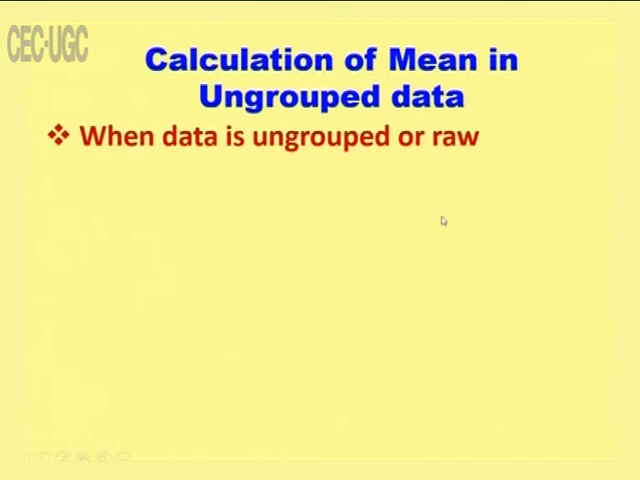 CEC-UGC
Calculation of Mean in
Ungrouped data
❖ When data is ungrouped or raw